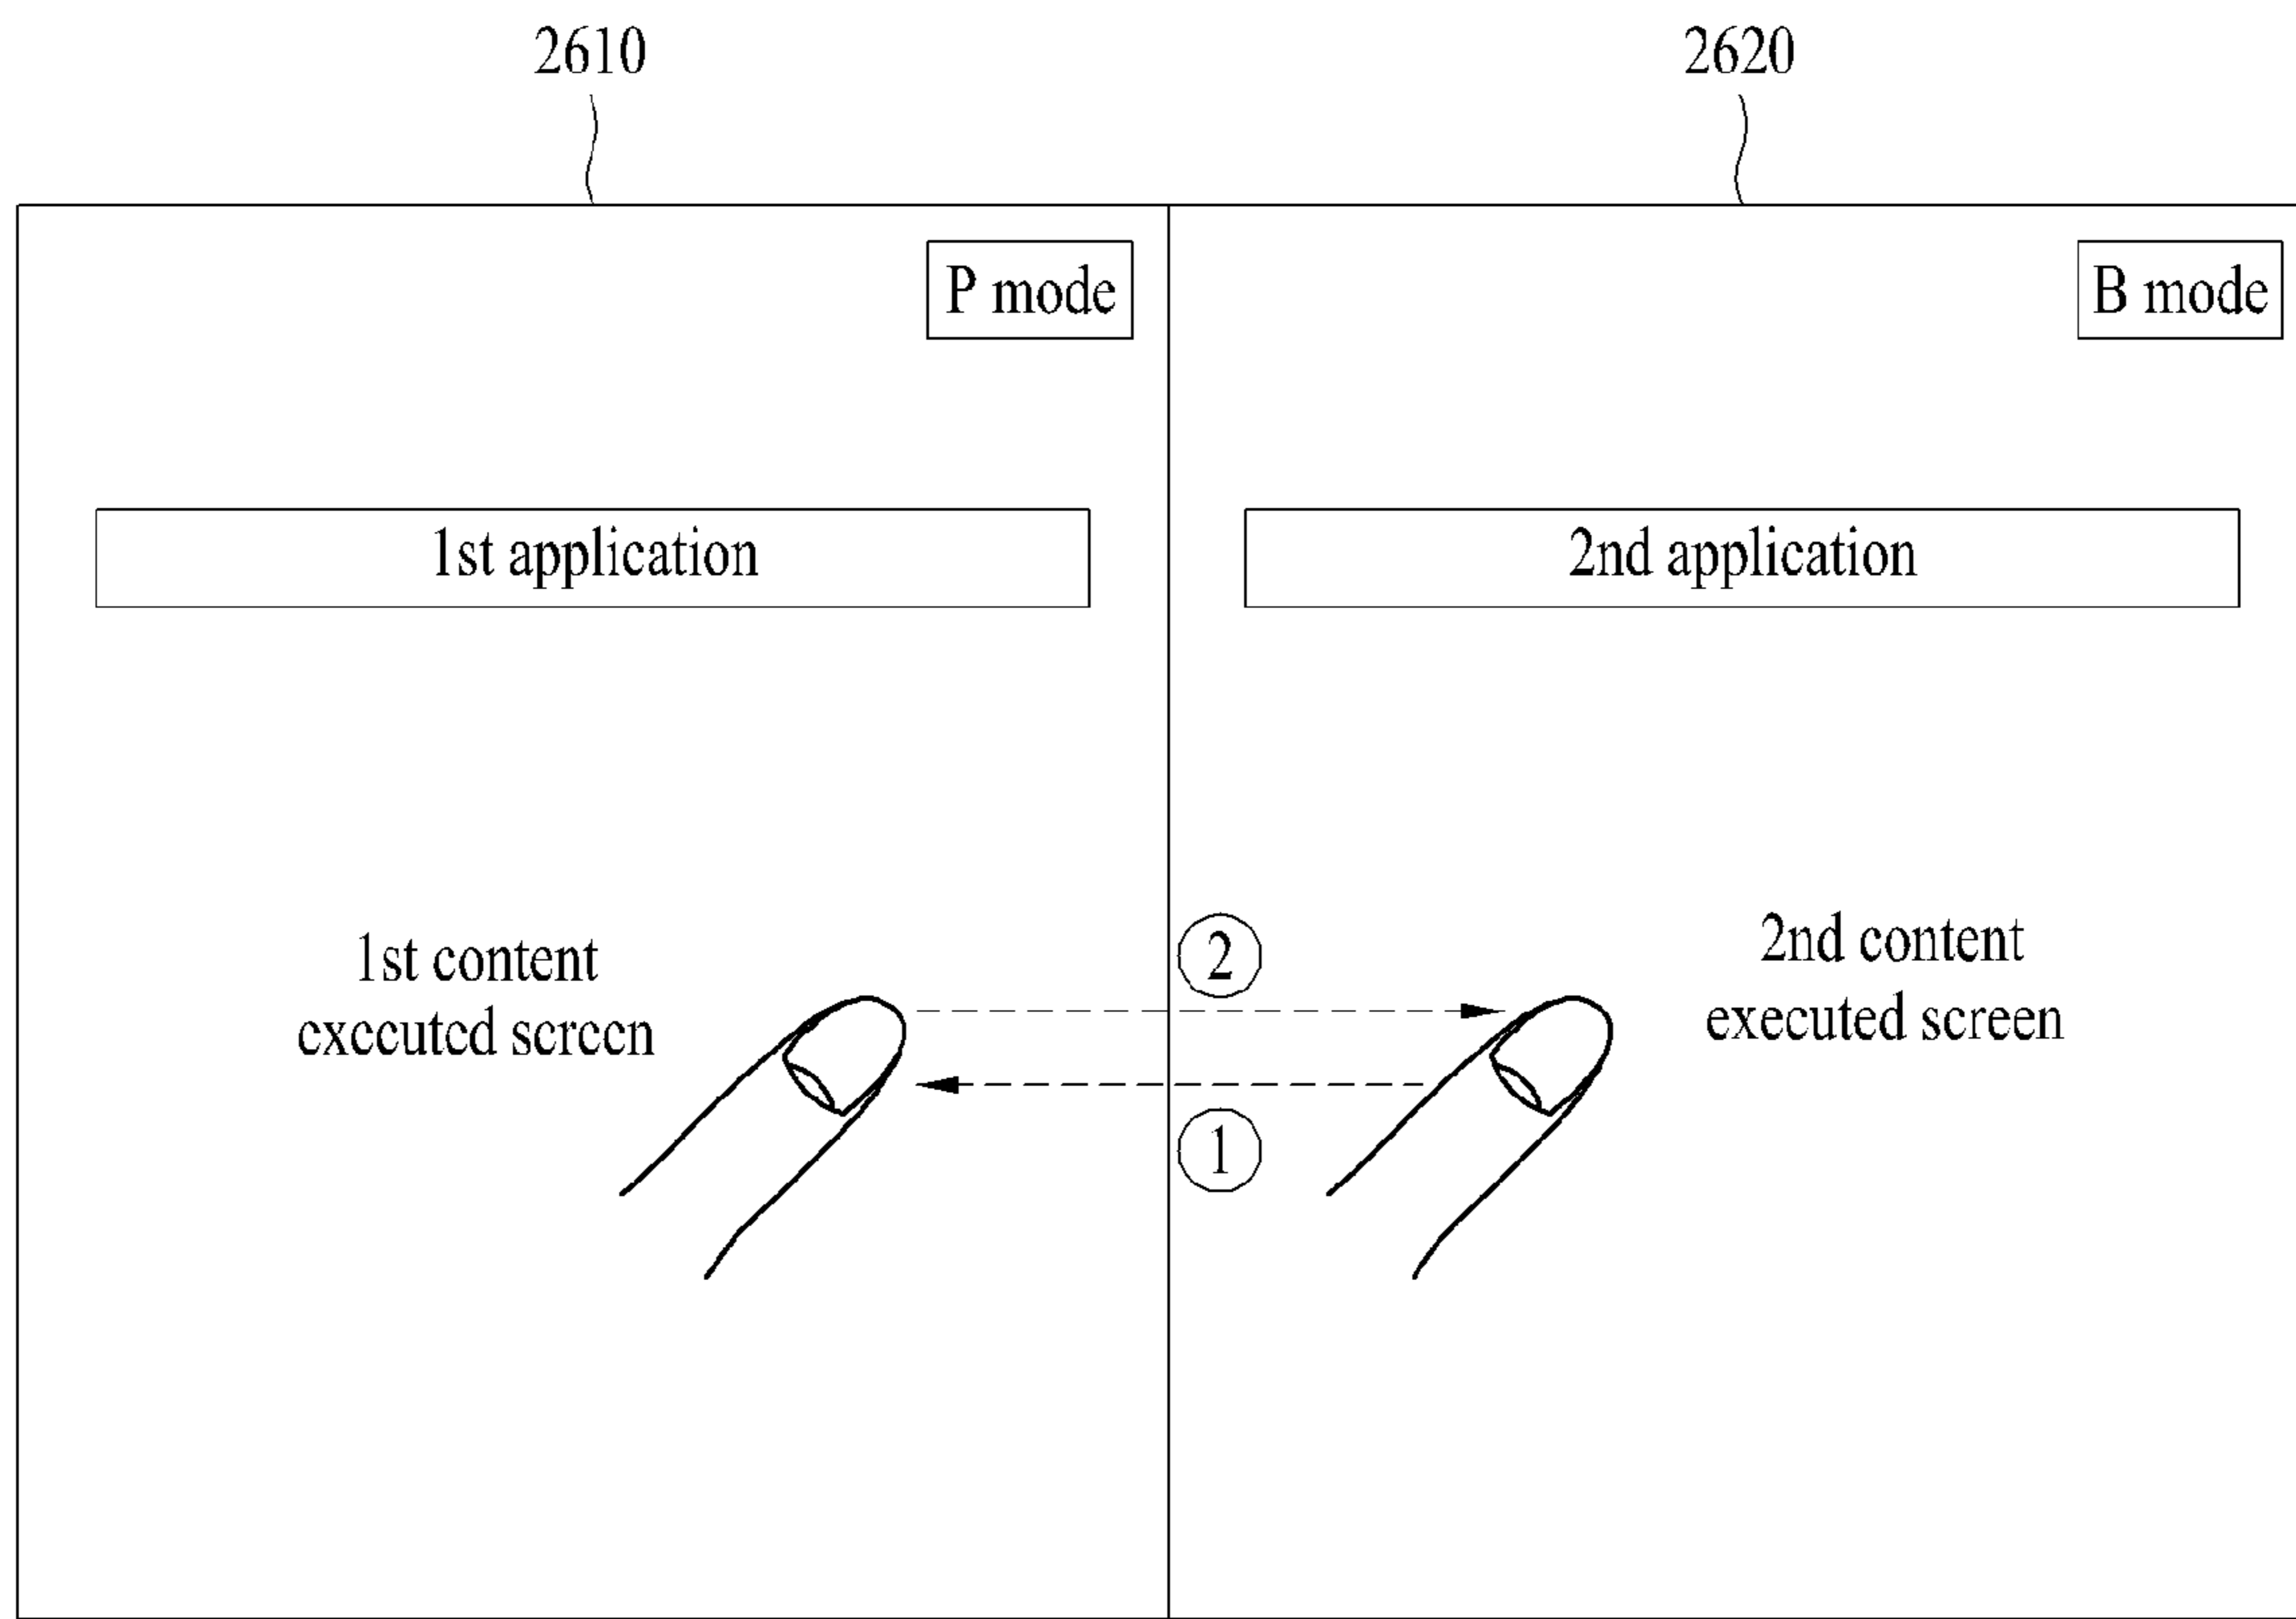 2610
2620
P mode
B mode
1st application
2nd application
1st content
executed screen
2
1
2nd content
executed screen